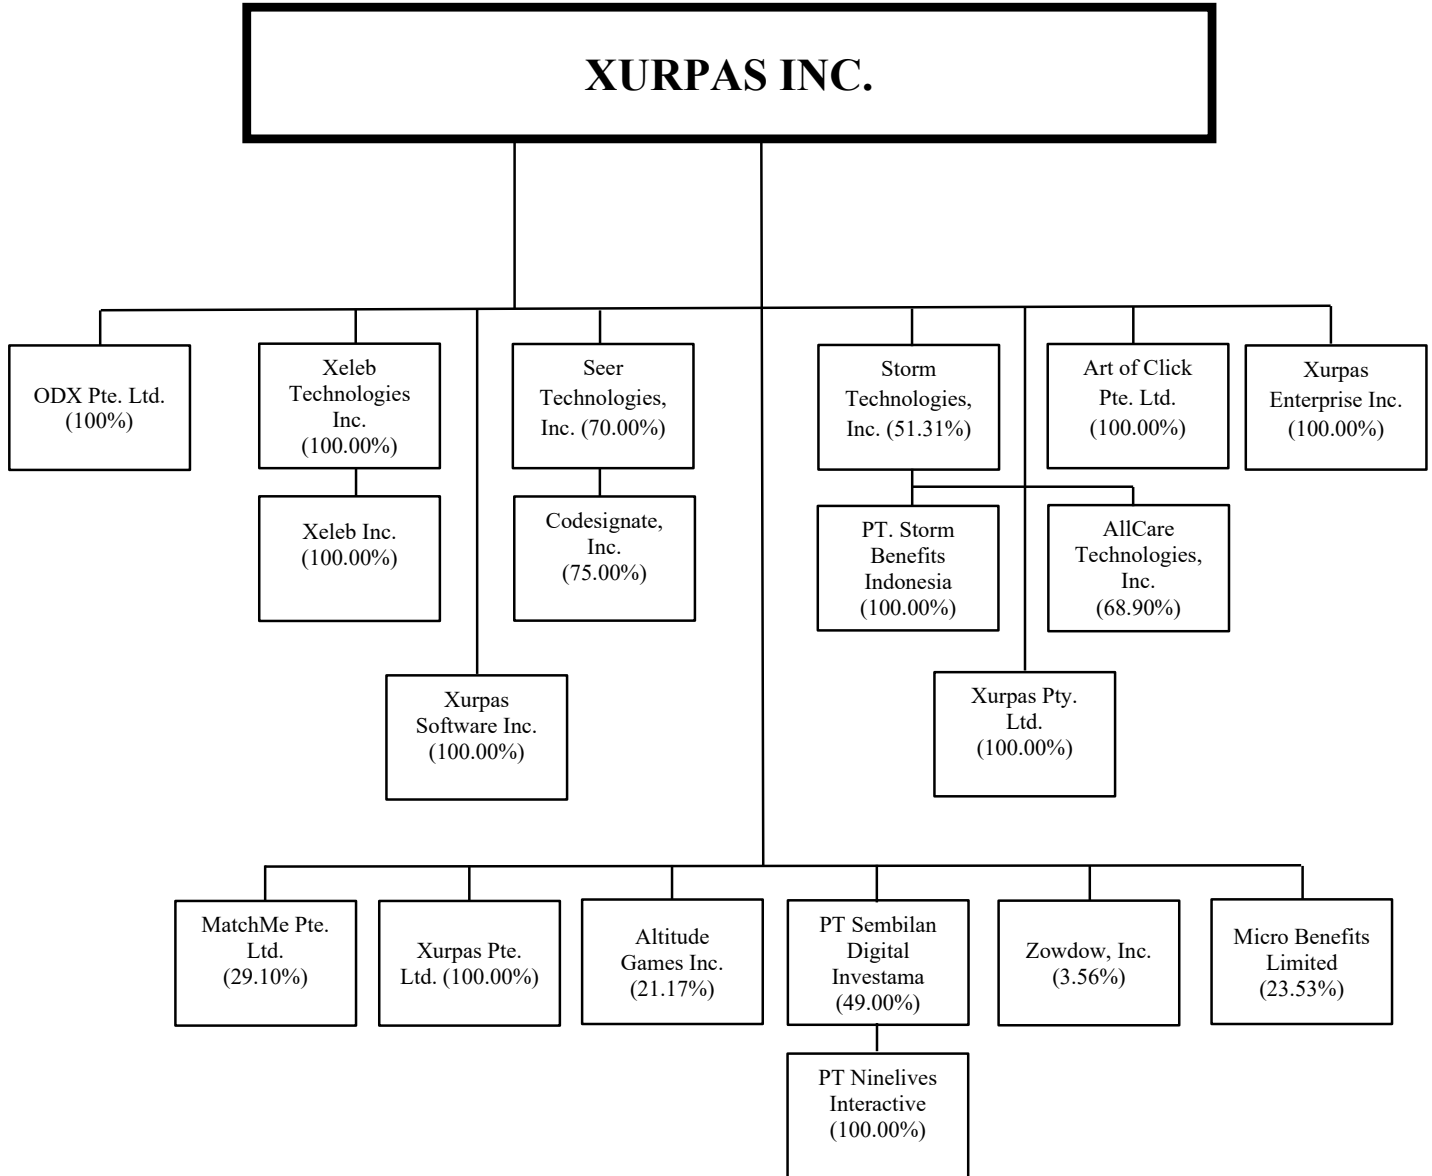 XURPAS INC.
ODX Pte. Ltd.
(100%)
Xeleb
Technologies
Inc.
(100.00%)
Seer
Technologies,
Inc. (70.00%)
Storm
Technologies,
Inc. (51.31%)
Art of Click
Pte. Ltd.
(100.00%)
Xurpas
Enterprise Inc.
(100.00%)
Xeleb Inc.
(100.00%)
Codesignate,
Inc.
(75.00%)
PT. Storm
Benefits
Indonesia
(100.00%)
AllCare
Technologies,
Inc.
(68.90%)
Xurpas
Software Inc.
(100.00%)
Xurpas Pty.
Ltd.
(100.00%)
MatchMe Pte.
Ltd.
(29.10%)
Xurpas Pte.
Ltd. (100.00%)
Altitude
Games Inc.
(21.17%)
PT Sembilan
Digital
Investama
(49.00%)
Zowdow, Inc.
(3.56%)
Micro Benefits
Limited
(23.53%)
PT Ninelives
Interactive
(100.00%)